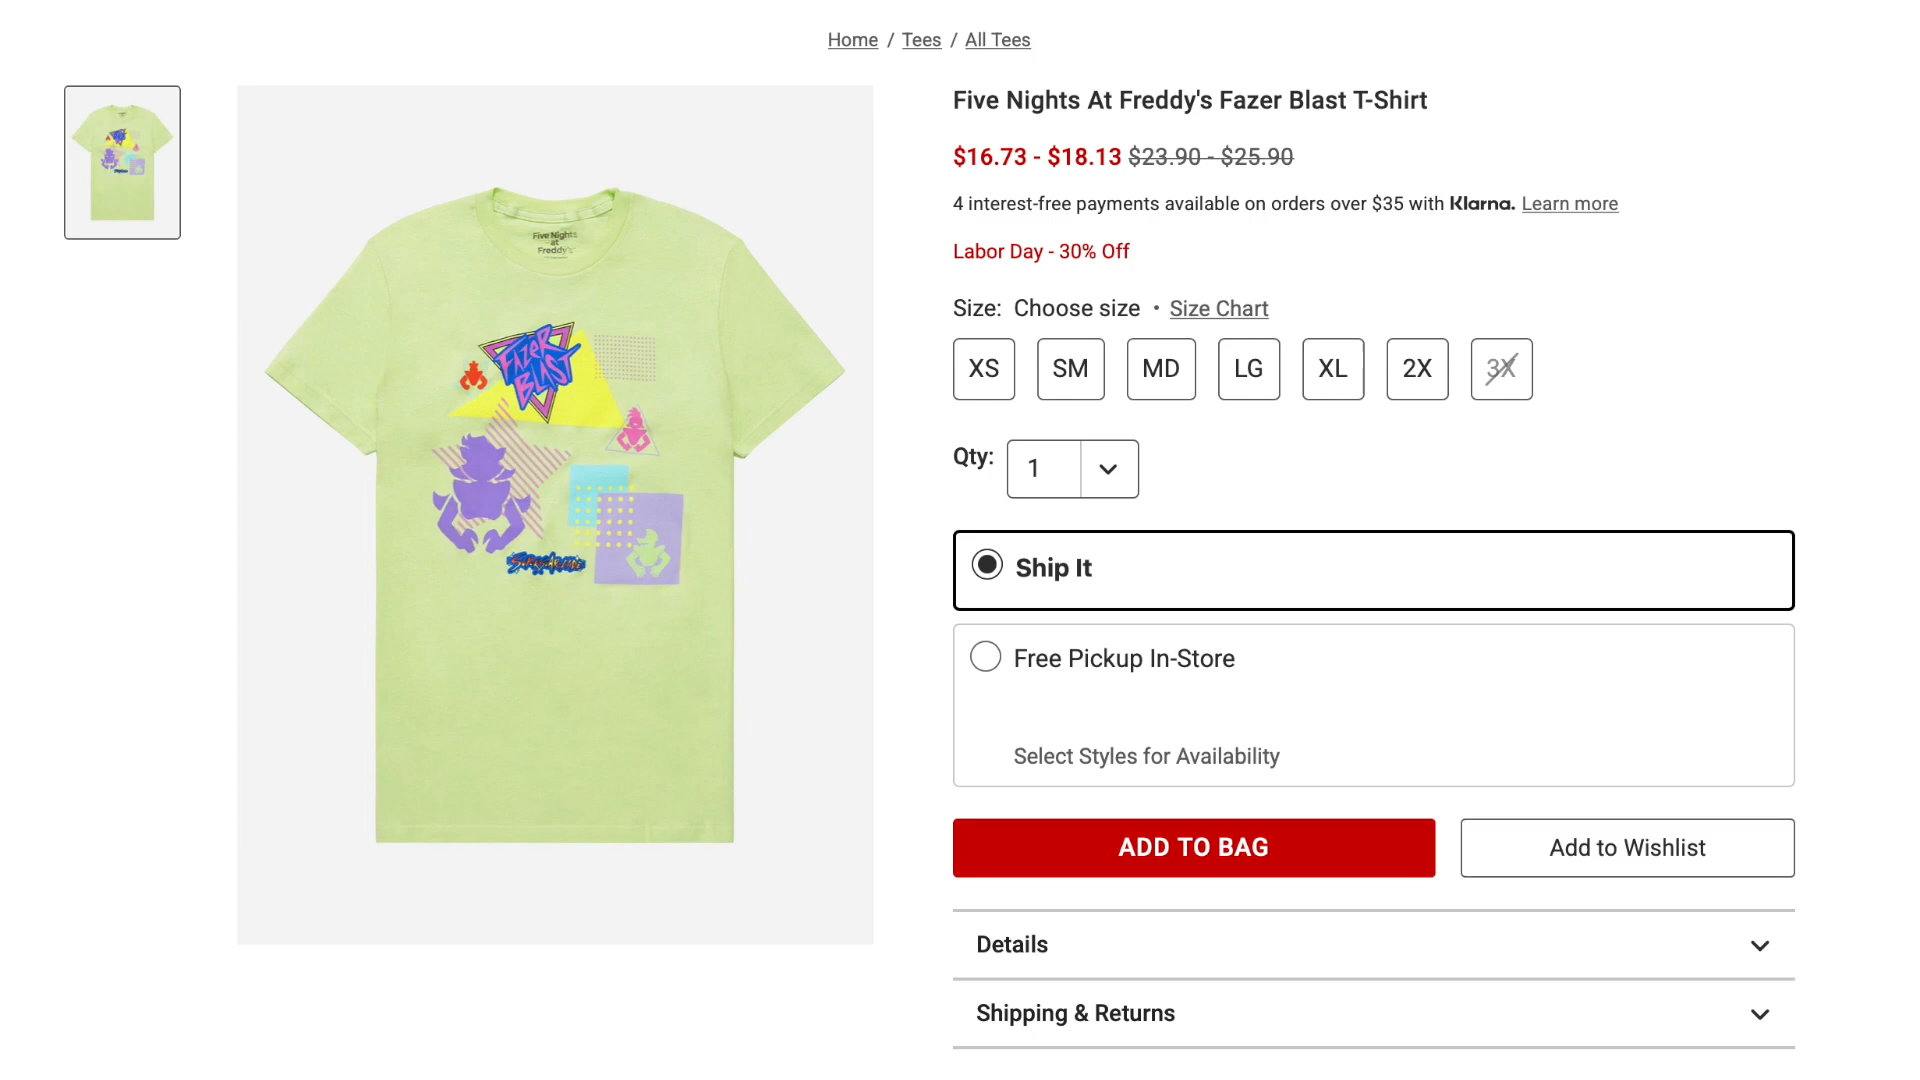 Home / Tees / All Tees
Five Nights
at
Freddy's
FAZER
BLAST
Five Nights At Freddy's Fazer Blast T-Shirt
$16.73 - $18.13 $23.90 - $25.90
4 interest-free payments available on orders over $35 with Klarna. Learn more
Labor Day - 30% Off
Size: Choose size • Size Chart
XS SM MD LG XL 2X 3X
Qty: 1
Ship It
Free Pickup In-Store
Select Styles for Availability
ADD TO BAG Add to Wishlist
Details
Shipping & Returns